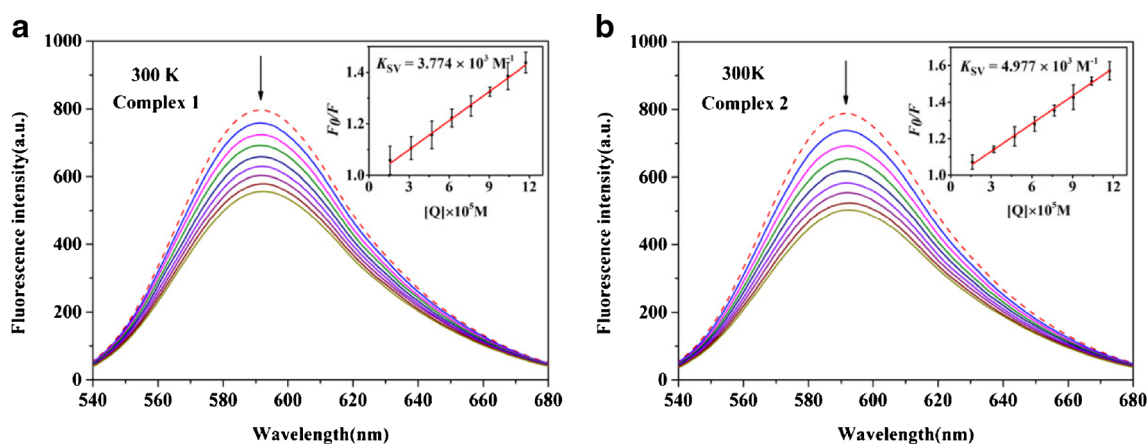 a
1000
800
600
400
200
0
Fluorescence intensity(a.u.)
300 K
Complex 1
K_SV = 3.774 × 10³ M⁻¹
1.4
1.2
1.0
F₀/F
0 3 6 9 12
[Q]×10⁵M
540 560 580 600 620 640 660 680
Wavelength(nm)
b
1000
800
600
400
200
0
Fluorescence intensity(a.u.)
300K
Complex 2
K_SV = 4.977 × 10³ M⁻¹
1.6
1.4
1.2
1.0
F₀/F
0 3 6 9 12
[Q]×10⁵M
540 560 580 600 620 640 660 680
Wavelength(nm)